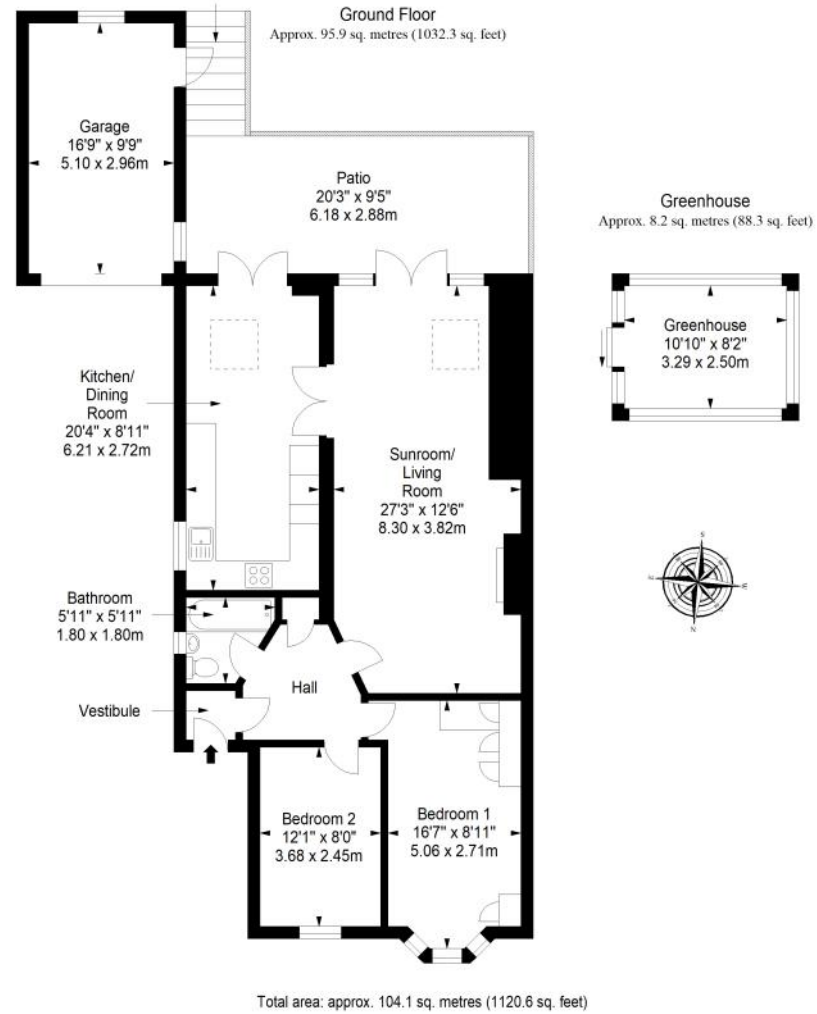 Ground Floor
Approx. 95.9 sq. metres (1032.3 sq. feet)
Garage
16'9" x 9'9"
5.10 x 2.96m
Patio
20'3" x 9'5"
6.18 x 2.88m
Greenhouse
Approx. 8.2 sq. metres (88.3 sq. feet)
Greenhouse
10'10" x 8'2"
3.29 x 2.50m
Kitchen/
Dining
Room
20'4" x 8'11"
6.21 x 2.72m
Sunroom/
Living
Room
27'3" x 12'6"
8.30 x 3.82m
S
E
W
N
Bathroom
5'11" x 5'11"
1.80 x 1.80m
Hall
Vestibule
Bedroom 2
12'1" x 8'0"
3.68 x 2.45m
Bedroom 1
16'7" x 8'11"
5.06 x 2.71m
Total area: approx. 104.1 sq. metres (1120.6 sq. feet)